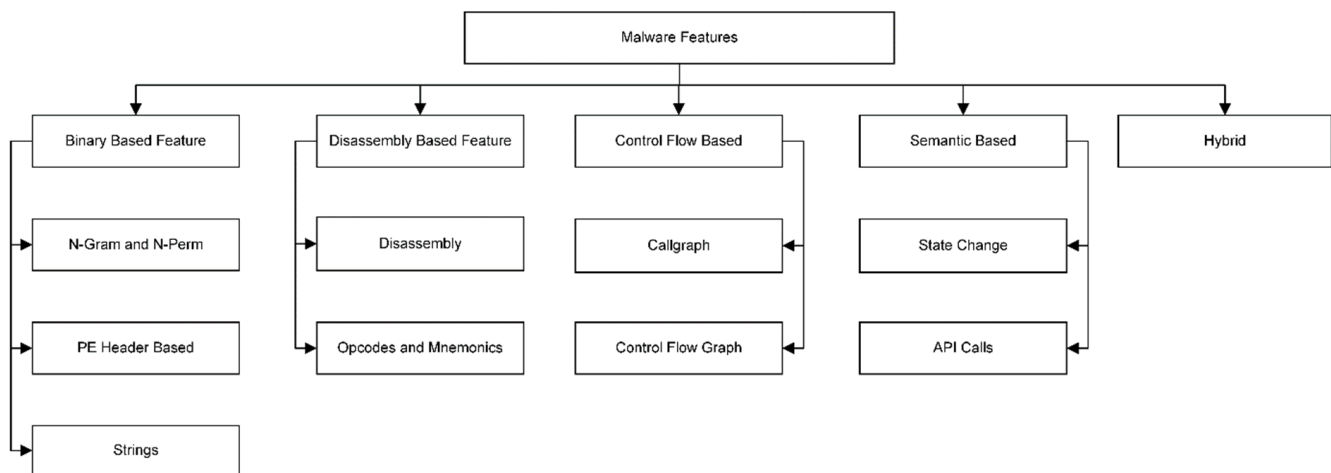 Malware Features
Binary Based Feature
Disassembly Based Feature
Control Flow Based
Semantic Based
Hybrid
N-Gram and N-Perm
Disassembly
Callgraph
State Change
PE Header Based
Opcodes and Mnemonics
Control Flow Graph
API Calls
Strings